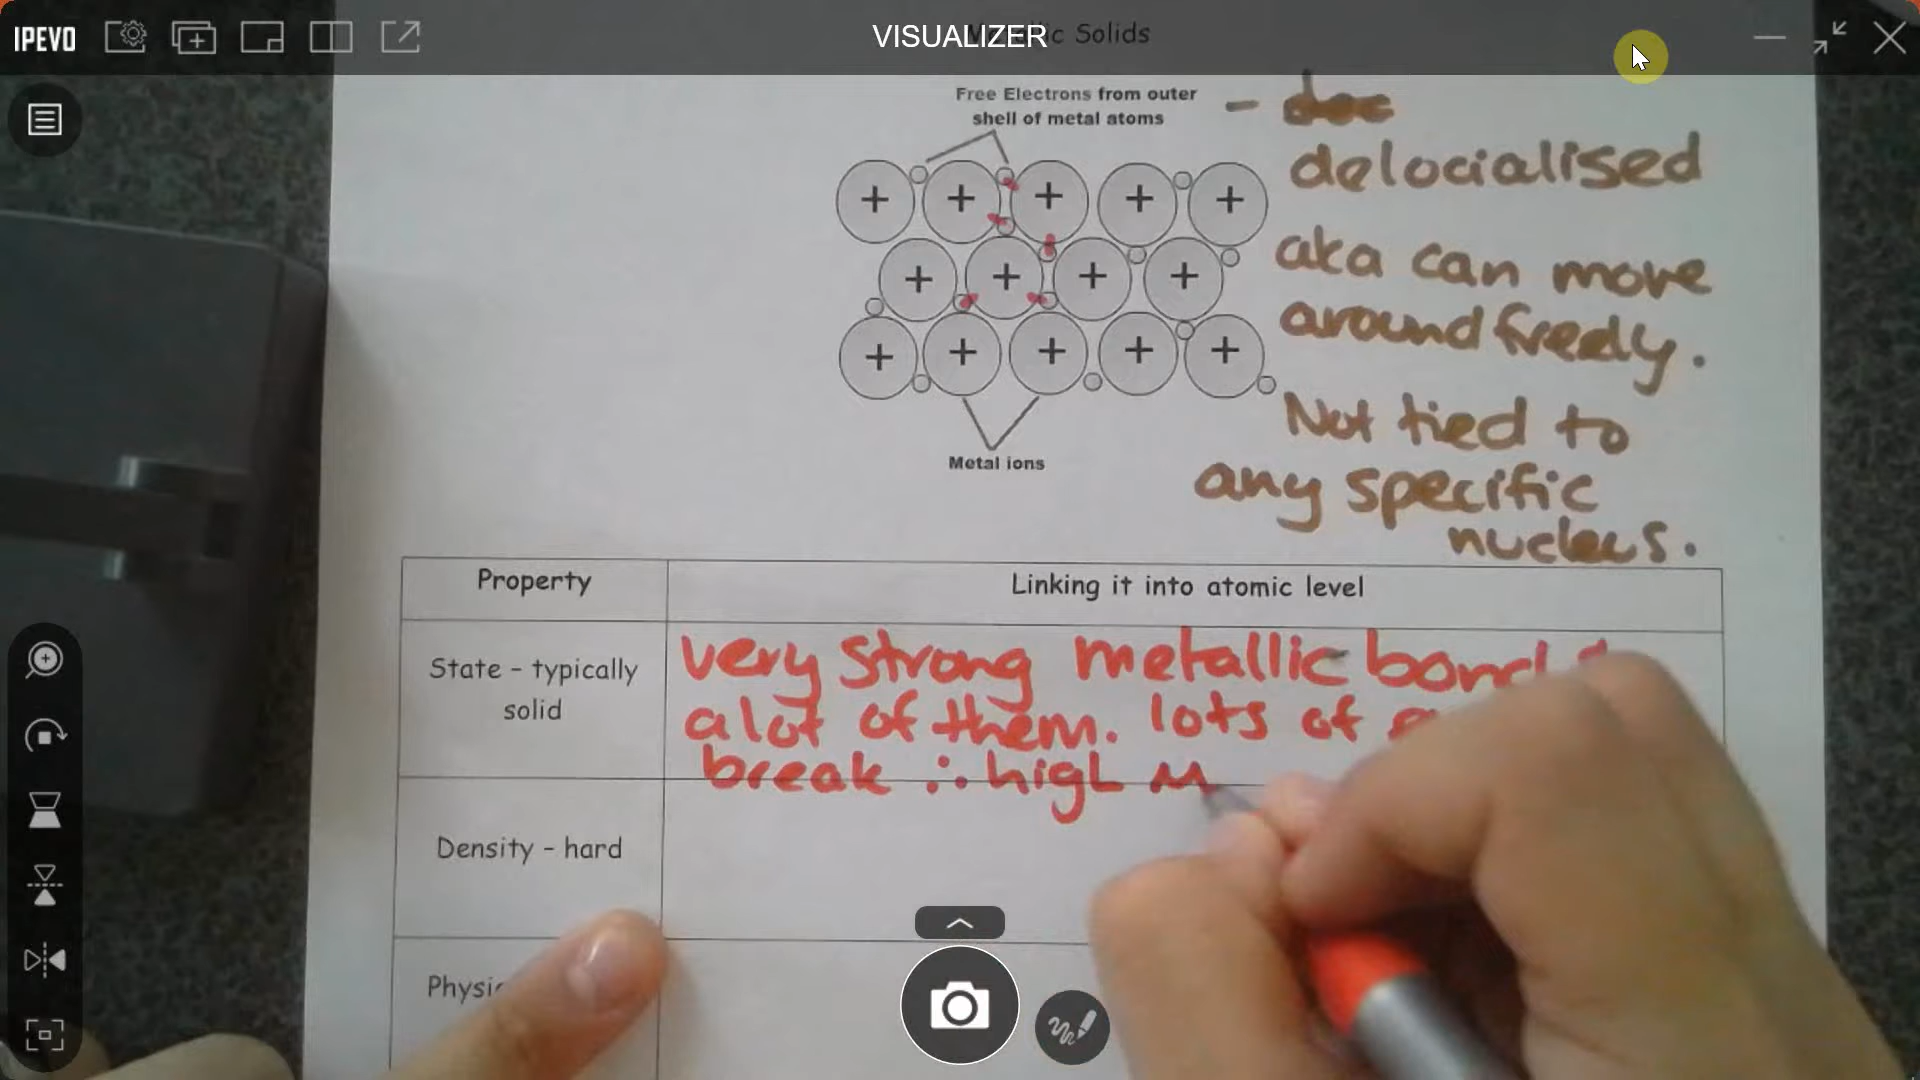 IPEVO
VISUALIZER
c Solids
Free Electrons from outer
shell of metal atoms
-
delocialised
aka can move
around freely.
Not tied to
any specific
nucleus.
+ + + + +
+ + + +
+ + + + +
Metal ions
Property
Linking it into atomic level
State - typically
solid
very strong metallic bond
alot of them. lots of
break ∴ high M
Density - hard
Physic